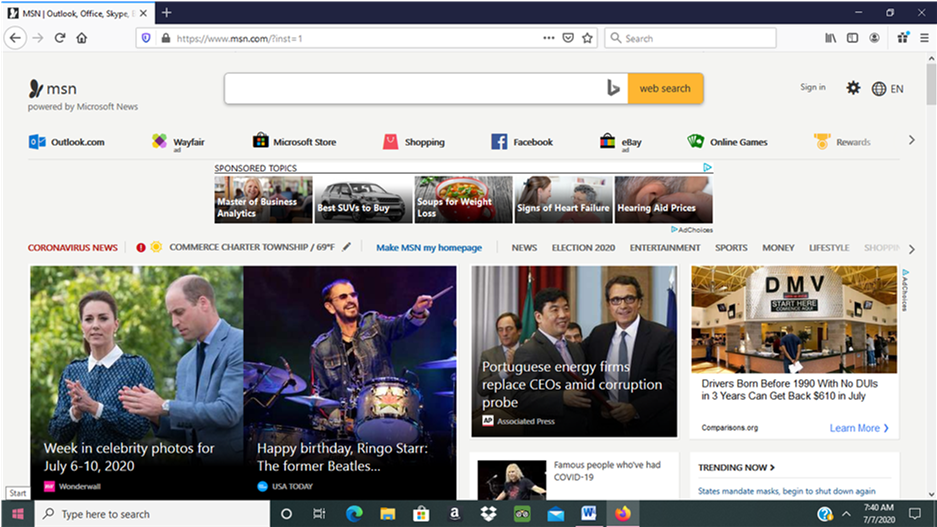 MSN | Outlook, Office, Skype,
https://www.msn.com/?inst=1
Search
msn
powered by Microsoft News
web search
Sign in
EN
Outlook.com
Wayfair
ad
Microsoft Store
Shopping
Facebook
eBay
ad
Online Games
Rewards
SPONSORED TOPICS
Master of Business
Analytics
Best SUVs to Buy
Soups for Weight
Loss
Signs of Heart Failure
Hearing Aid Prices
AdChoices
CORONAVIRUS NEWS
COMMERCE CHARTER TOWNSHIP / 69°F
Make MSN my homepage
NEWS
ELECTION 2020
ENTERTAINMENT
SPORTS
MONEY
LIFESTYLE
SHOPPIN
Week in celebrity photos for
July 6-10, 2020
Wonderwall
Happy birthday, Ringo Starr:
The former Beatles...
USA TODAY
Portuguese energy firms
replace CEOs amid corruption
probe
AP Associated Press
DMV
START HERE
COMIENCE AQUI
AdChoices
Drivers Born Before 1990 With No DUIs
in 3 Years Can Get Back $610 in July
Comparisons.org
Learn More
Famous people who've had
COVID-19
TRENDING NOW
States mandate masks, begin to shut down again
Start
Type here to search
7:40 AM
7/7/2020